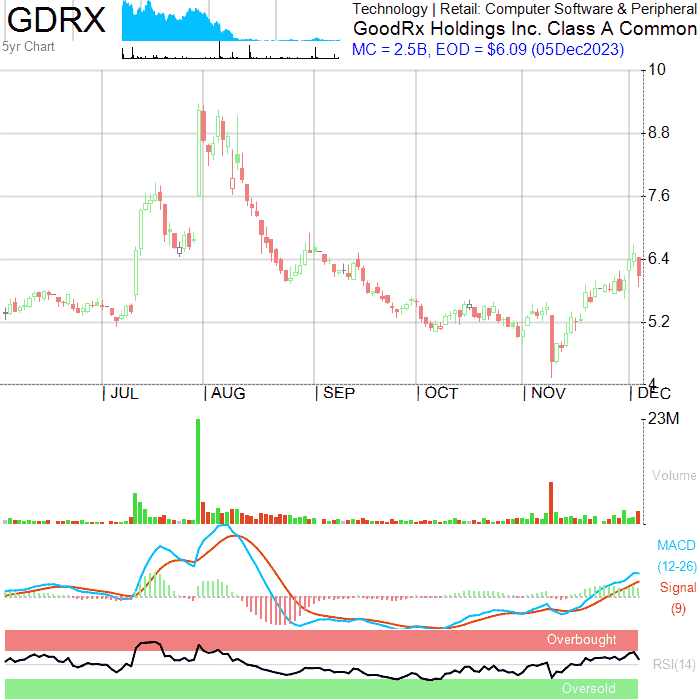 GDRX
5yr Chart
Technology | Retail: Computer Software & Peripheral
GoodRx Holdings Inc. Class A Common
MC = 2.5B, EOD = $6.09 (05Dec2023)
10
8.8
7.6
6.4
5.2
4
| JUL | AUG | SEP | OCT | NOV | DEC
23M
Volume
MACD
(12-26)
Signal
(9)
Overbought
RSI(14)
Oversold